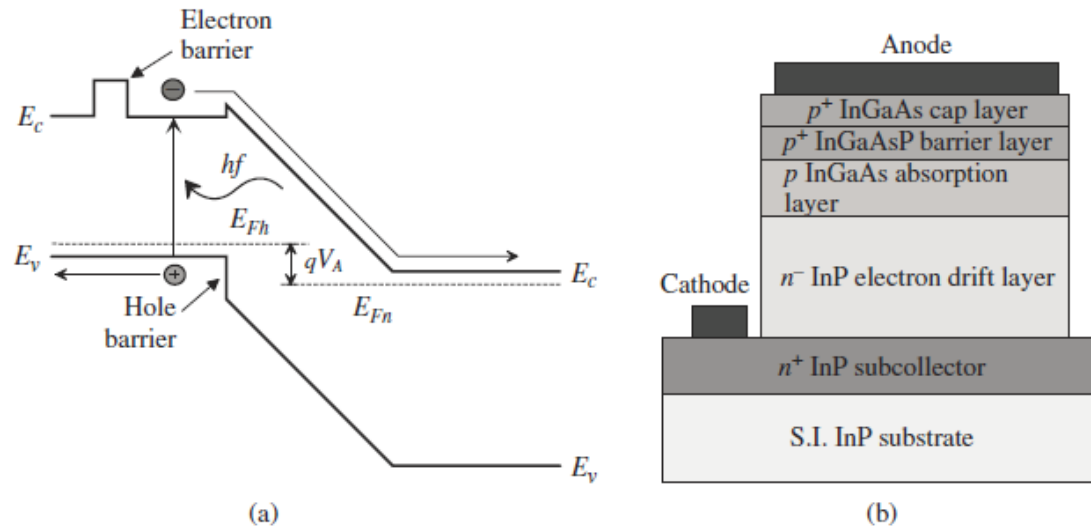 Electron
barrier
−
E_c
hf
E_Fh
E_v
qV_A
+
E_c
E_Fn
Hole
barrier
E_v
(a)
Anode
p⁺ InGaAs cap layer
p⁺ InGaAsP barrier layer
p InGaAs absorption
layer
n⁻ InP electron drift layer
Cathode
n⁺ InP subcollector
S.I. InP substrate
(b)